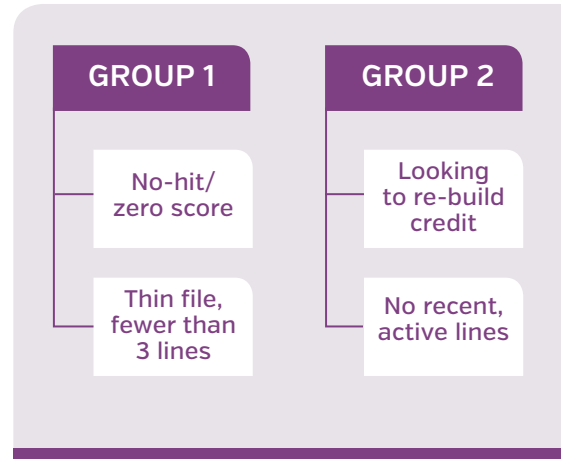 GROUP 1
No-hit/
zero score
Thin file,
fewer than
3 lines
GROUP 2
Looking
to re-build
credit
No recent,
active lines